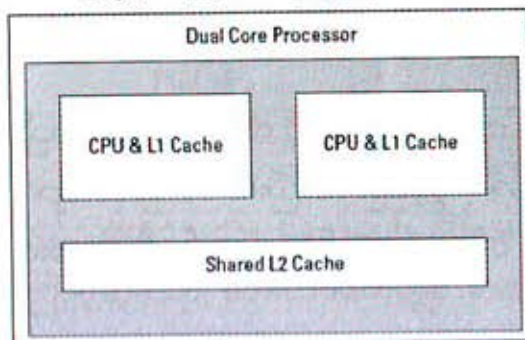 Dual Core Processor
CPU & L1 Cache
CPU & L1 Cache
Shared L2 Cache